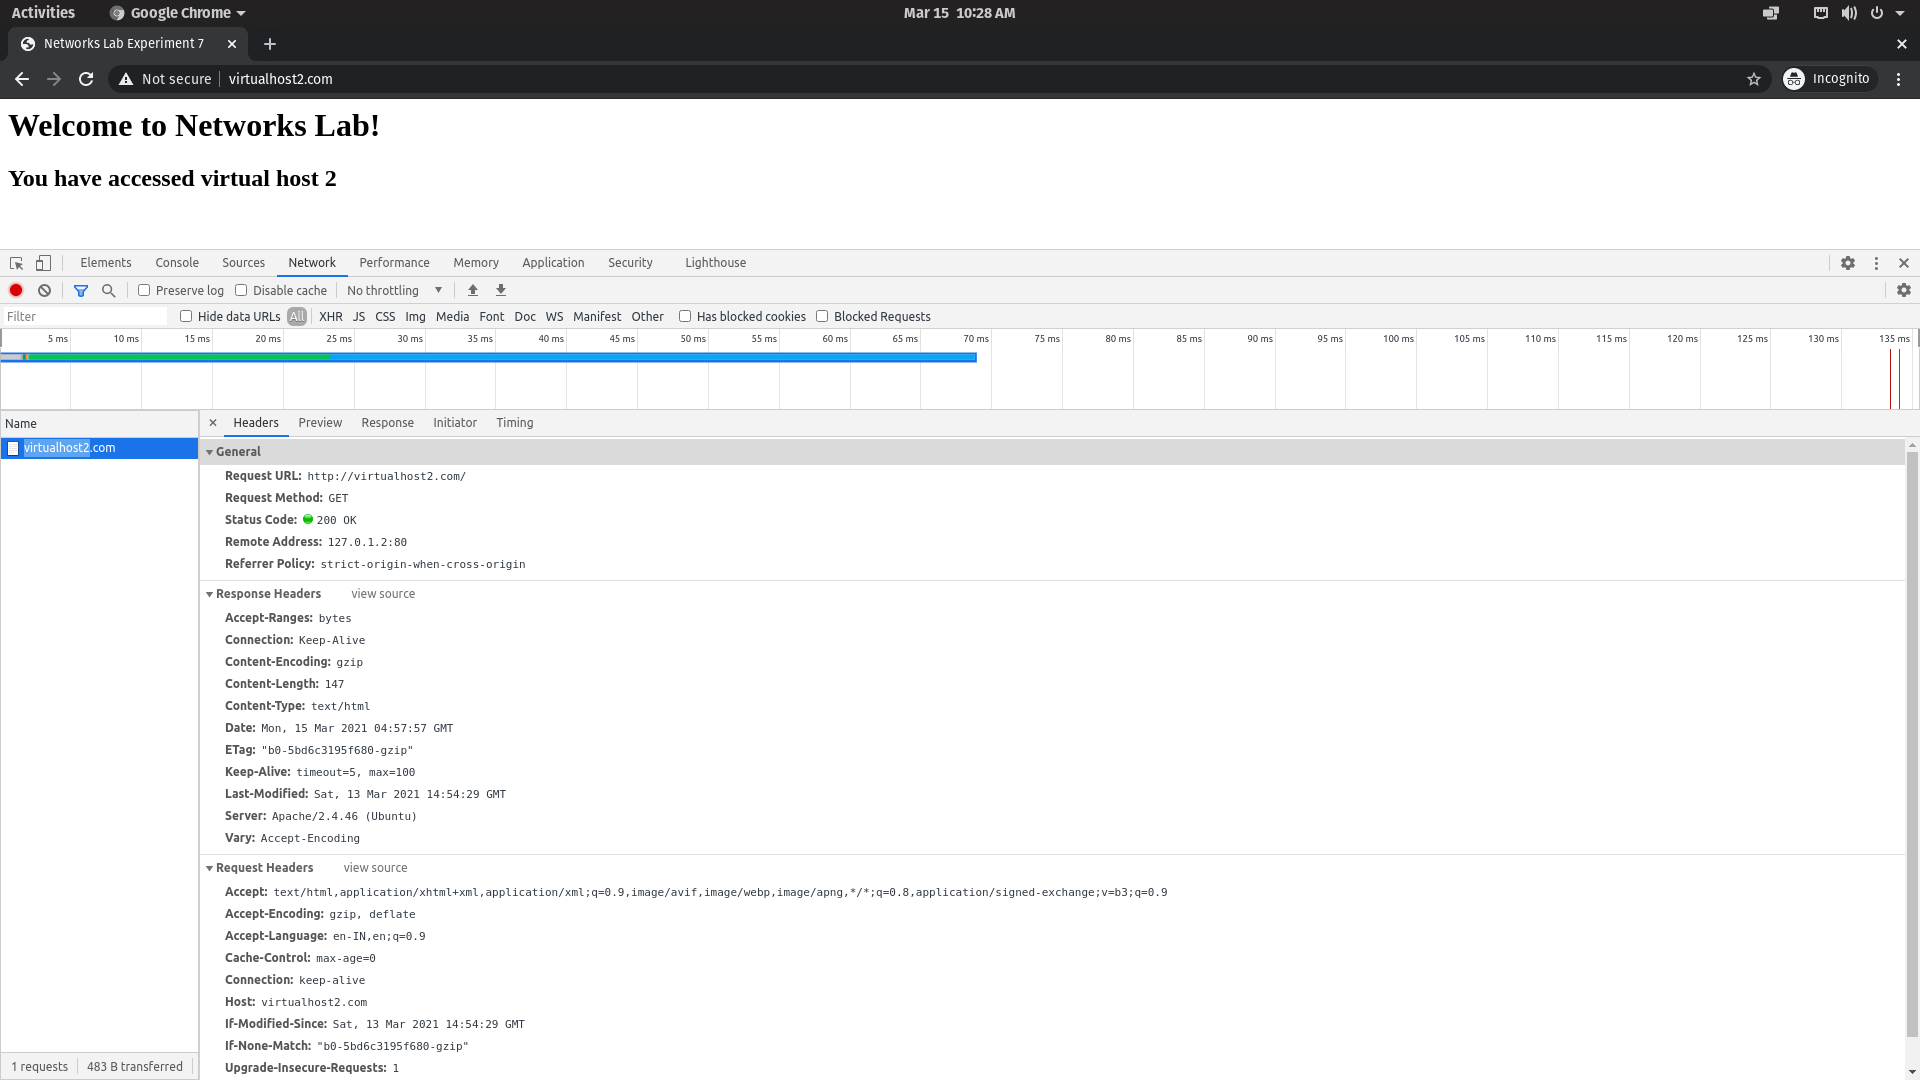 Activities Google Chrome Mar 15 10:28 AM
Networks Lab Experiment 7
Not secure virtualhost2.com Incognito
Welcome to Networks Lab!
You have accessed virtual host 2
Elements Console Sources Network Performance Memory Application Security Lighthouse
Preserve log Disable cache No throttling
Filter Hide data URLs All XHR JS CSS Img Media Font Doc WS Manifest Other Has blocked cookies Blocked Requests
5 ms 10 ms 15 ms 20 ms 25 ms 30 ms 35 ms 40 ms 45 ms 50 ms 55 ms 60 ms 65 ms 70 ms 75 ms 80 ms 85 ms 90 ms 95 ms 100 ms 105 ms 110 ms 115 ms 120 ms 125 ms 130 ms 135 ms
Name
virtualhost2.com
Headers Preview Response Initiator Timing
General
Request URL: http://virtualhost2.com/
Request Method: GET
Status Code: 200 OK
Remote Address: 127.0.1.2:80
Referrer Policy: strict-origin-when-cross-origin
Response Headers view source
Accept-Ranges: bytes
Connection: Keep-Alive
Content-Encoding: gzip
Content-Length: 147
Content-Type: text/html
Date: Mon, 15 Mar 2021 04:57:57 GMT
ETag: "b0-5bd6c3195f680-gzip"
Keep-Alive: timeout=5, max=100
Last-Modified: Sat, 13 Mar 2021 14:54:29 GMT
Server: Apache/2.4.46 (Ubuntu)
Vary: Accept-Encoding
Request Headers view source
Accept: text/html,application/xhtml+xml,application/xml;q=0.9,image/avif,image/webp,image/apng,*/*;q=0.8,application/signed-exchange;v=b3;q=0.9
Accept-Encoding: gzip, deflate
Accept-Language: en-IN,en;q=0.9
Cache-Control: max-age=0
Connection: keep-alive
Host: virtualhost2.com
If-Modified-Since: Sat, 13 Mar 2021 14:54:29 GMT
If-None-Match: "b0-5bd6c3195f680-gzip"
Upgrade-Insecure-Requests: 1
1 requests 483 B transferred